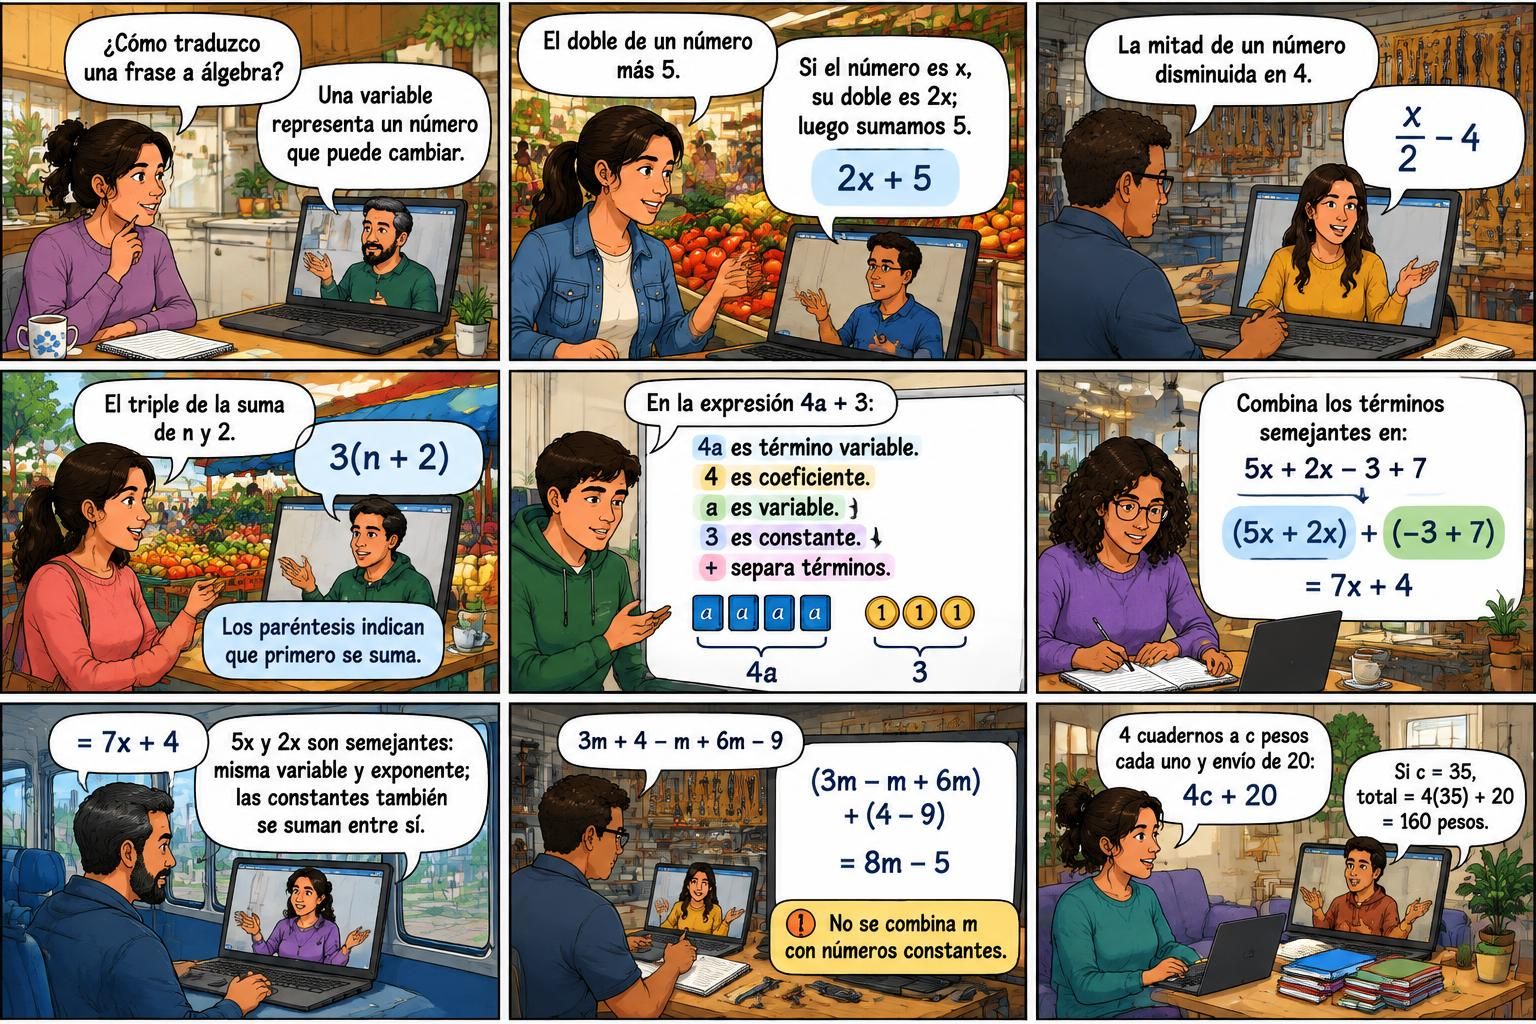 ¿Cómo traduzco
una frase a álgebra?
Una variable
representa un número
que puede cambiar.
El doble de un número
más 5.
Si el número es x,
su doble es 2x;
luego sumamos 5.
2x + 5
La mitad de un número
disminuida en 4.
x/2 − 4
El triple de la suma
de n y 2.
3(n + 2)
Los paréntesis indican
que primero se suma.
En la expresión 4a + 3:
4a es término variable.
4 es coeficiente.
a es variable.
3 es constante.
+ separa términos.
a a a a 1 1 1
4a 3
Combina los términos
semejantes en:
5x + 2x − 3 + 7
(5x + 2x) + (−3 + 7)
= 7x + 4
= 7x + 4
5x y 2x son semejantes:
misma variable y exponente;
las constantes también
se suman entre sí.
3m + 4 − m + 6m − 9
(3m − m + 6m)
+ (4 − 9)
= 8m − 5
! No se combina m
con números constantes.
4 cuadernos a c pesos
cada uno y envío de 20:
4c + 20
Si c = 35,
total = 4(35) + 20
= 160 pesos.